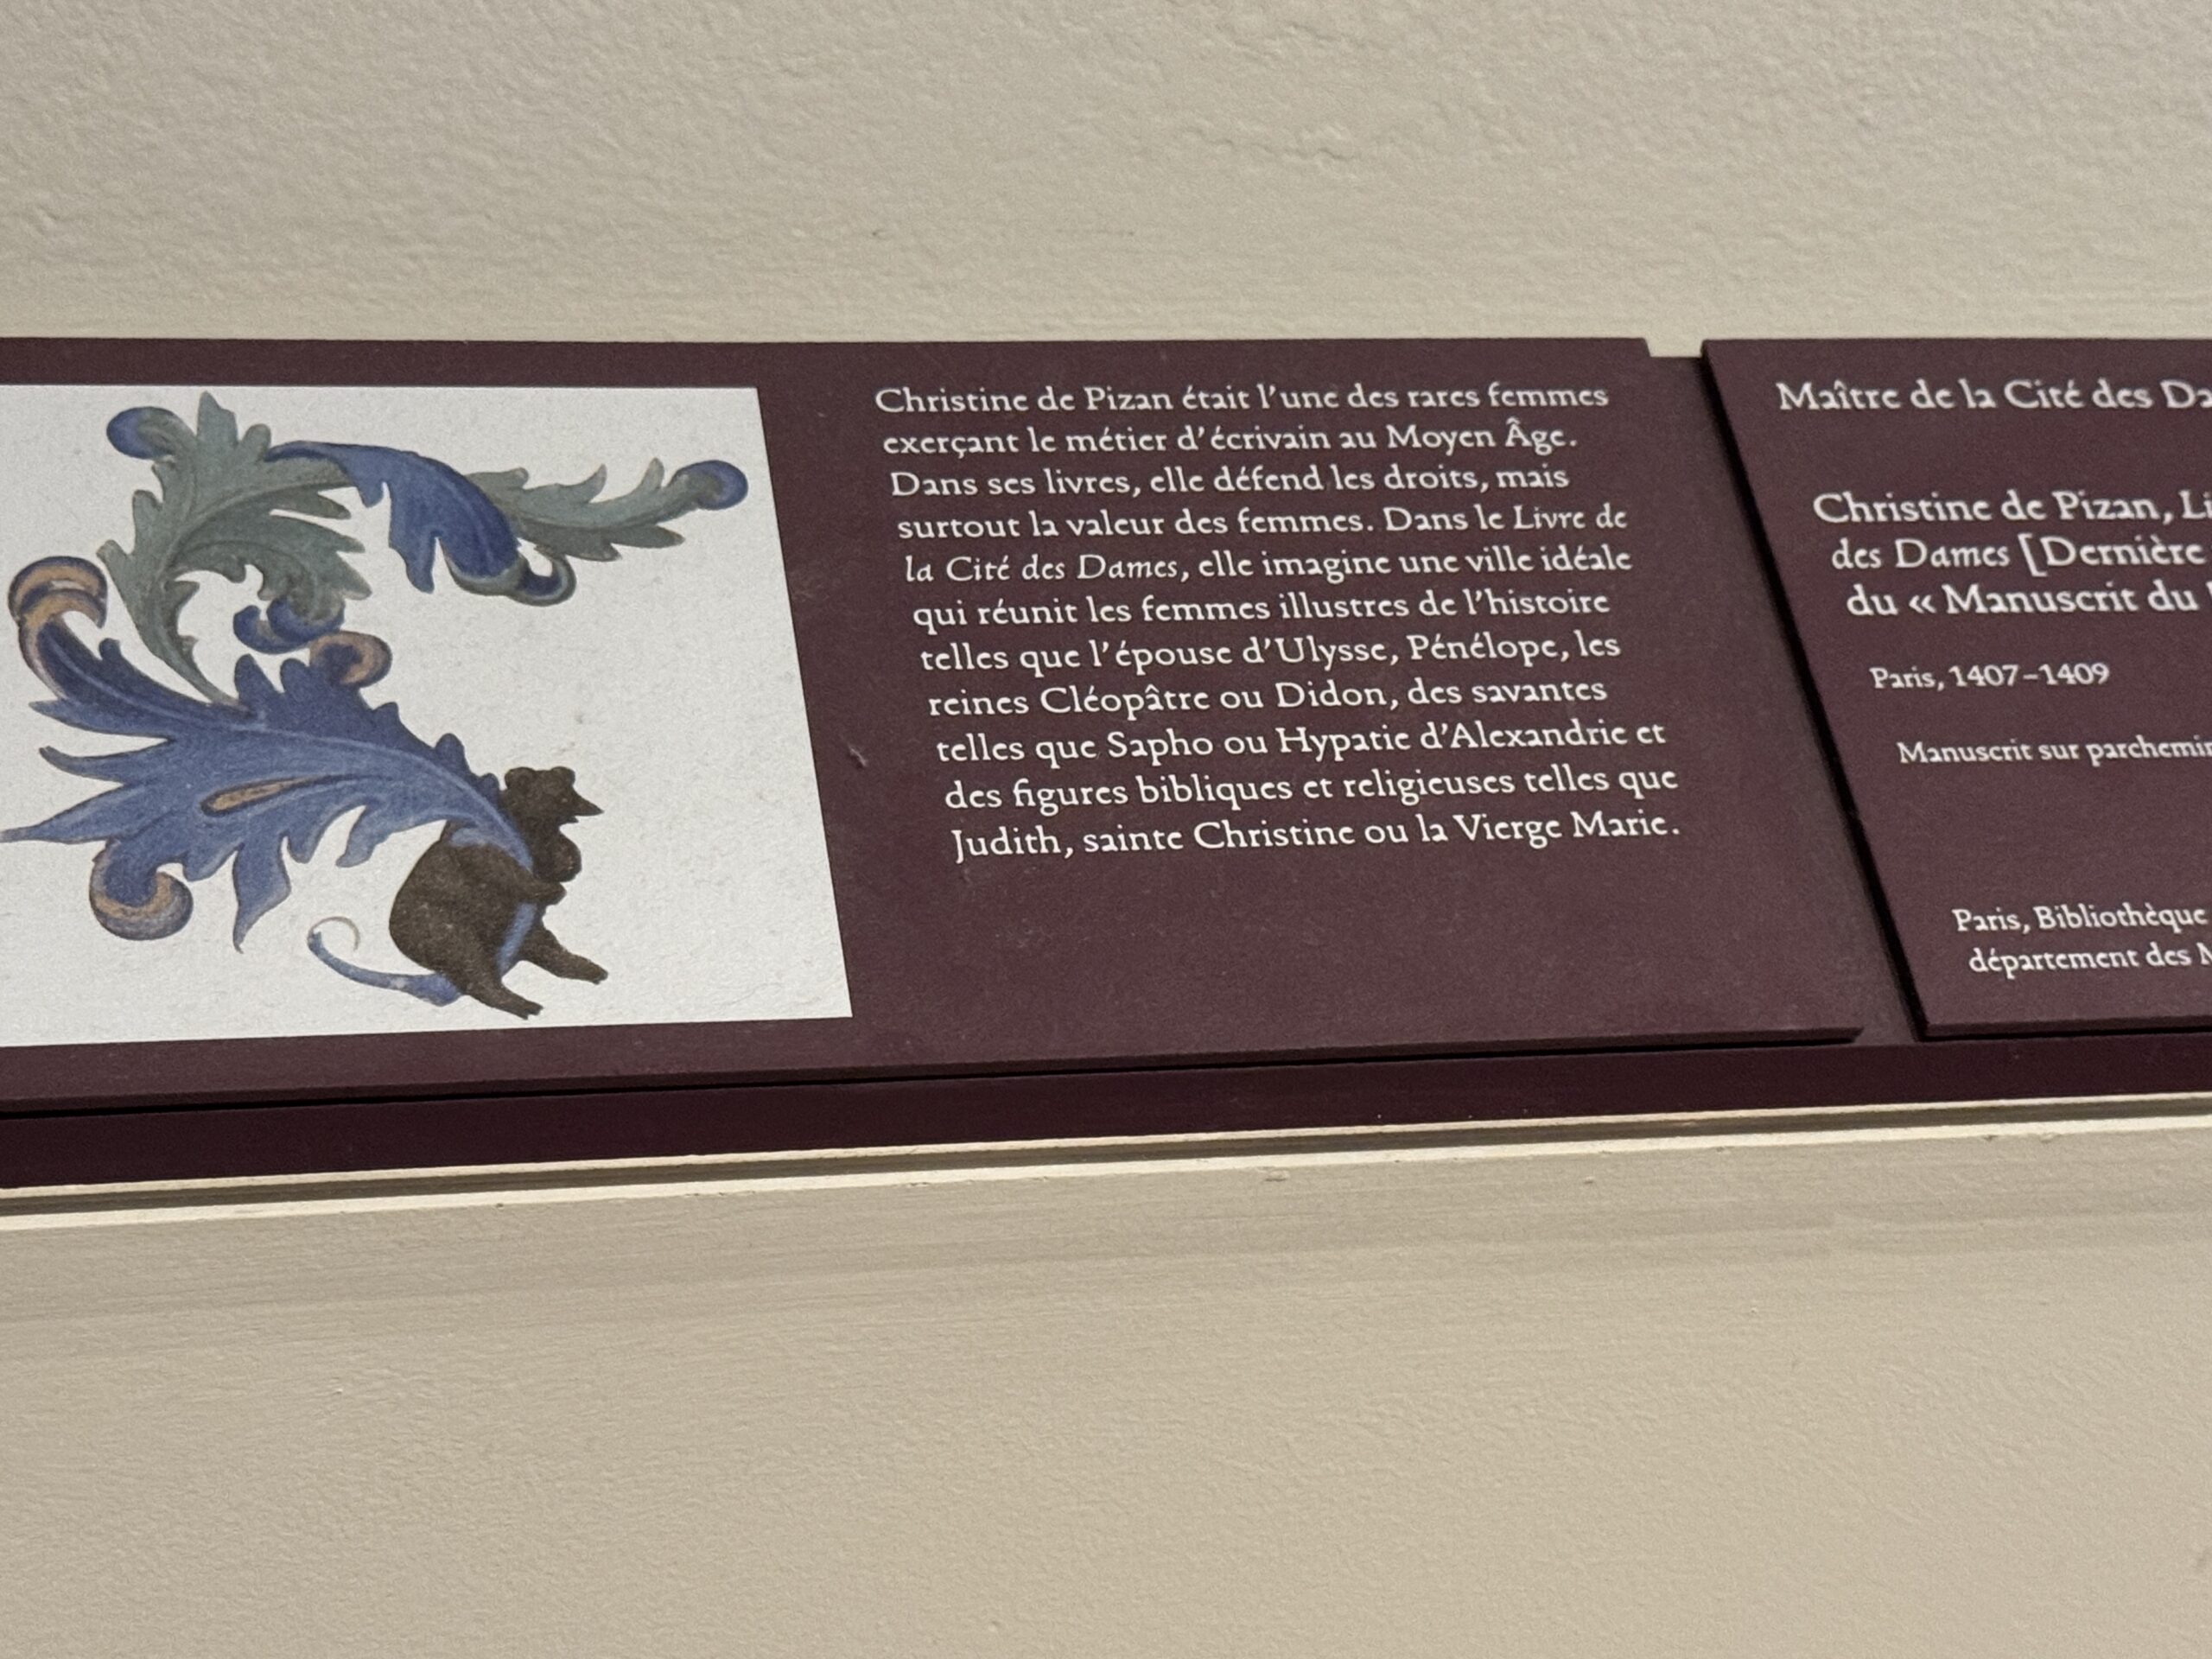 Christine de Pizan était l'une des rares femmes
exerçant le métier d'écrivain au Moyen Âge.
Dans ses livres, elle défend les droits, mais
surtout la valeur des femmes. Dans le Livre de
la Cité des Dames, elle imagine une ville idéale
qui réunit les femmes illustres de l'histoire
telles que l'épouse d'Ulysse, Pénélope, les
reines Cléopâtre ou Didon, des savantes
telles que Sapho ou Hypatie d'Alexandrie et
des figures bibliques et religieuses telles que
Judith, sainte Christine ou la Vierge Marie.
Maître de la Cité des
Christine de Pizan,
des Dames [Dernière
du « Manuscrit du
Paris, 1407–1409
Manuscrit sur
Paris, Bibliothèque
département des